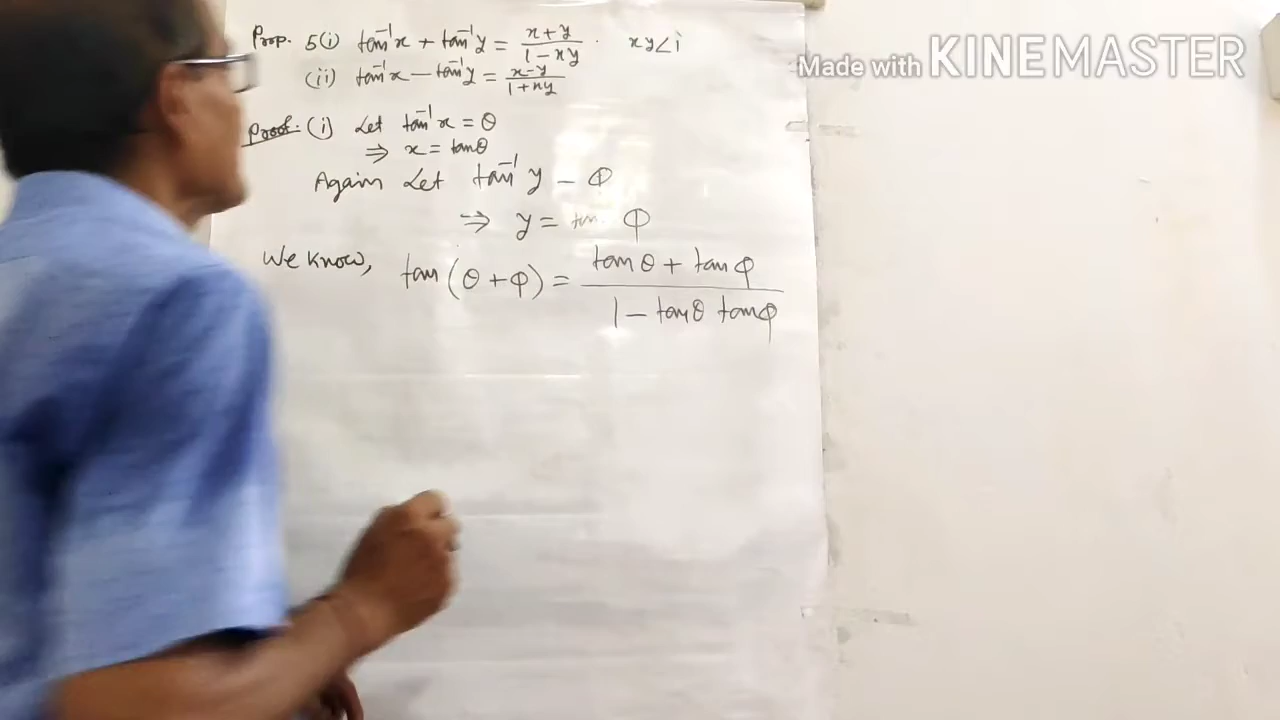 Prop. 5(i) tan⁻¹x + tan⁻¹y = (x+y)/(1-xy) . xy<1
(ii) tan⁻¹x - tan⁻¹y = (x-y)/(1+xy)
Proof. (i) Let tan⁻¹x = θ
⇒ x = tanθ
Again Let tan⁻¹y - Φ
⇒ y = tan Φ
We know, tan(θ+Φ) = (tanθ + tanΦ)/(1 - tanθ tanΦ)
Made with KINEMASTER